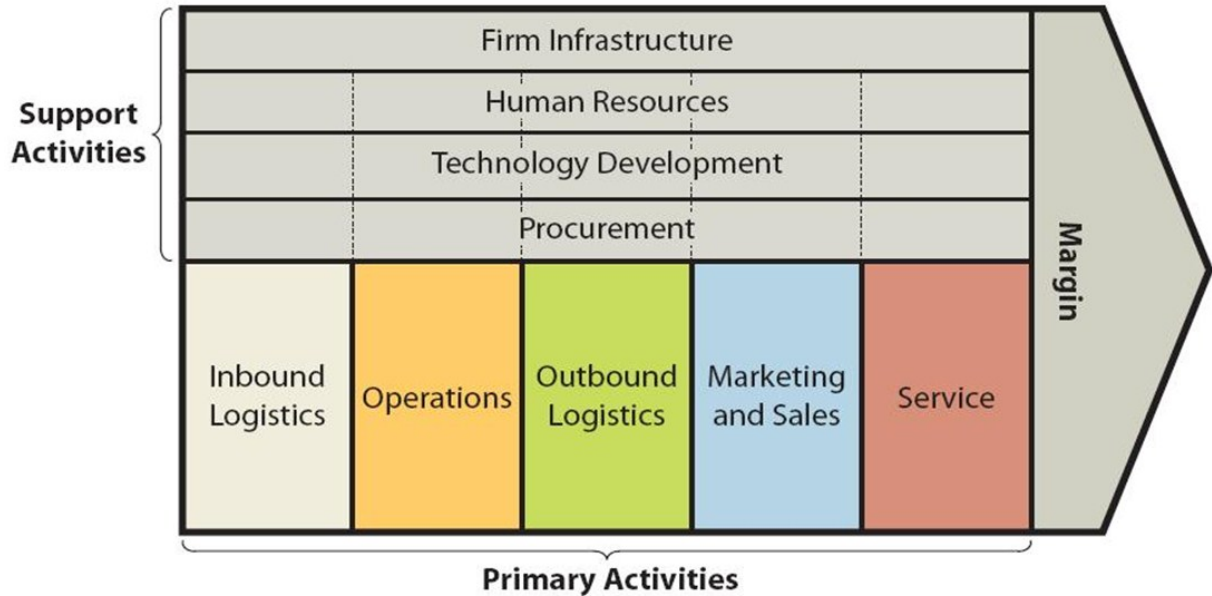 Firm Infrastructure
Human Resources
Technology Development
Procurement
Support
Activities
Inbound
Logistics
Operations
Outbound
Logistics
Marketing
and Sales
Service
Margin
Primary Activities